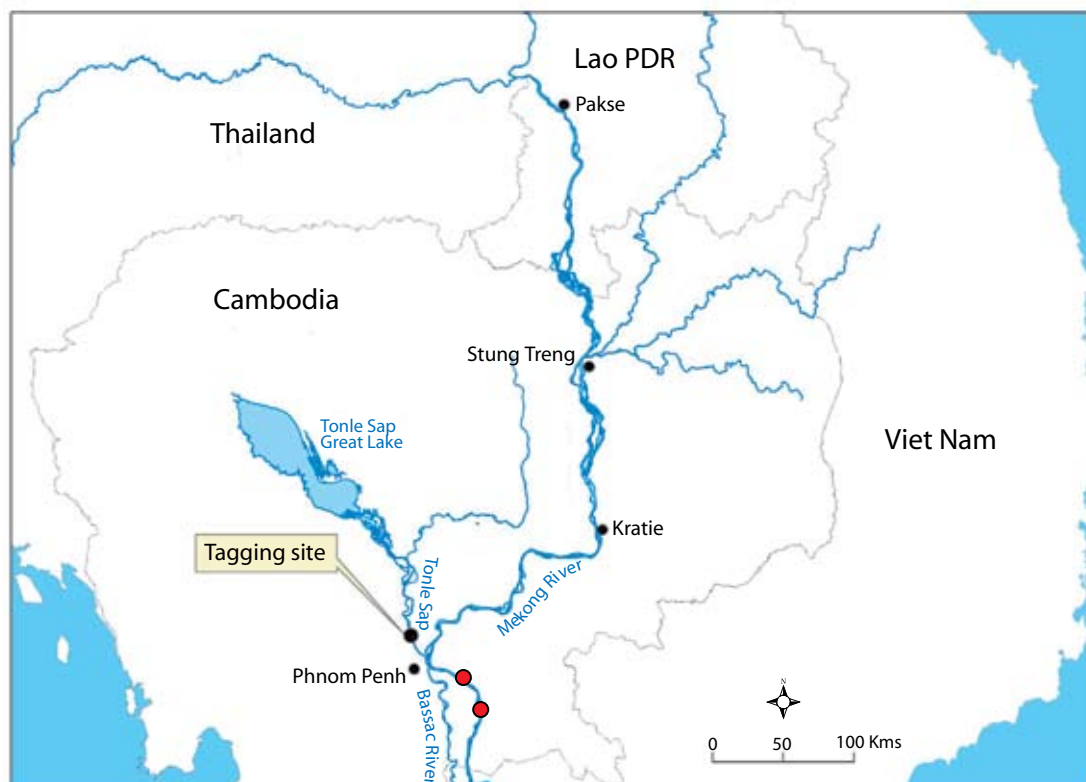 Lao PDR
Pakse
Thailand
Cambodia
Stung Treng
Tonle Sap
Great Lake
Viet Nam
Kratie
Tagging site
Tonle Sap
Mekong River
Phnom Penh
Bassac River
N
0 50 100 Kms